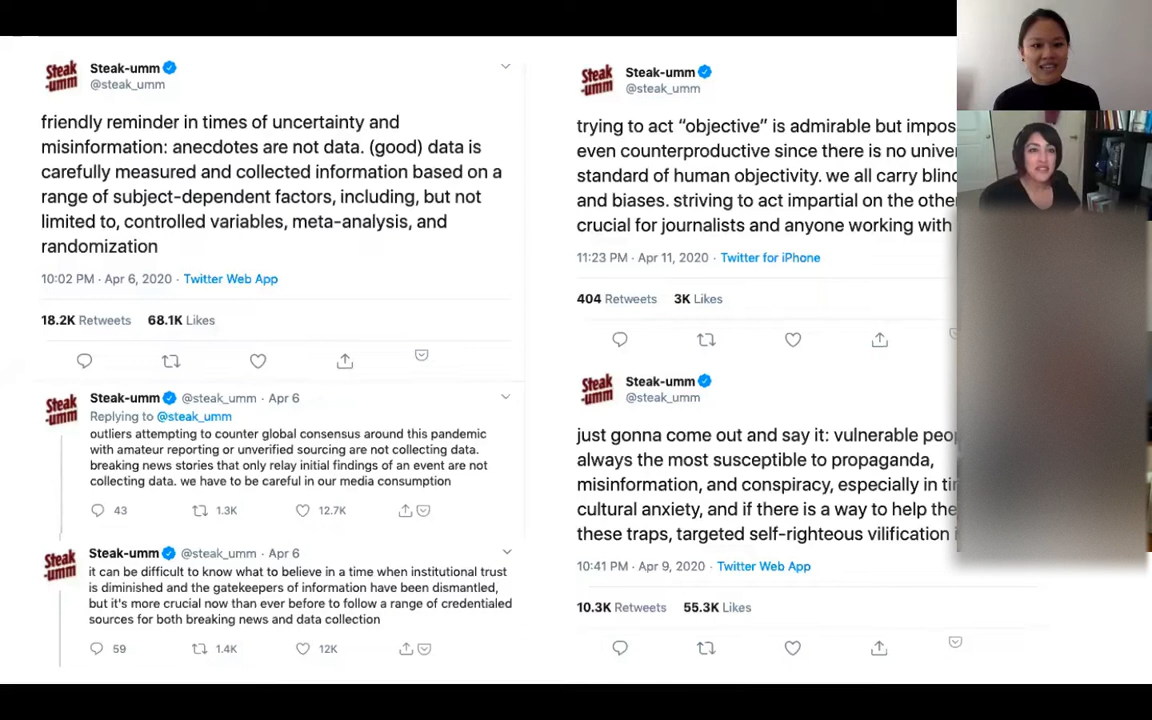 Steak-umm
@steak_umm
friendly reminder in times of uncertainty and
misinformation: anecdotes are not data. (good) data is
carefully measured and collected information based on a
range of subject-dependent factors, including, but not
limited to, controlled variables, meta-analysis, and
randomization
10:02 PM · Apr 6, 2020 · Twitter Web App
18.2K Retweets 68.1K Likes
Steak-umm @steak_umm · Apr 6
Replying to @steak_umm
outliers attempting to counter global consensus around this pandemic
with amateur reporting or unverified sourcing are not collecting data.
breaking news stories that only relay initial findings of an event are not
collecting data. we have to be careful in our media consumption
43 1.3K 12.7K
Steak-umm @steak_umm · Apr 6
it can be difficult to know what to believe in a time when institutional trust
is diminished and the gatekeepers of information have been dismantled,
but it's more crucial now than ever before to follow a range of credentialed
sources for both breaking news and data collection
59 1.4K 12K
Steak-umm
@steak_umm
trying to act “objective” is admirable but impos
even counterproductive since there is no univer
standard of human objectivity. we all carry blind
and biases. striving to act impartial on the othe
crucial for journalists and anyone working with
11:23 PM · Apr 11, 2020 · Twitter for iPhone
404 Retweets 3K Likes
Steak-umm
@steak_umm
just gonna come out and say it: vulnerable peop
always the most susceptible to propaganda,
misinformation, and conspiracy, especially in tim
cultural anxiety, and if there is a way to help the
these traps, targeted self-righteous vilification
10:41 PM · Apr 9, 2020 · Twitter Web App
10.3K Retweets 55.3K Likes